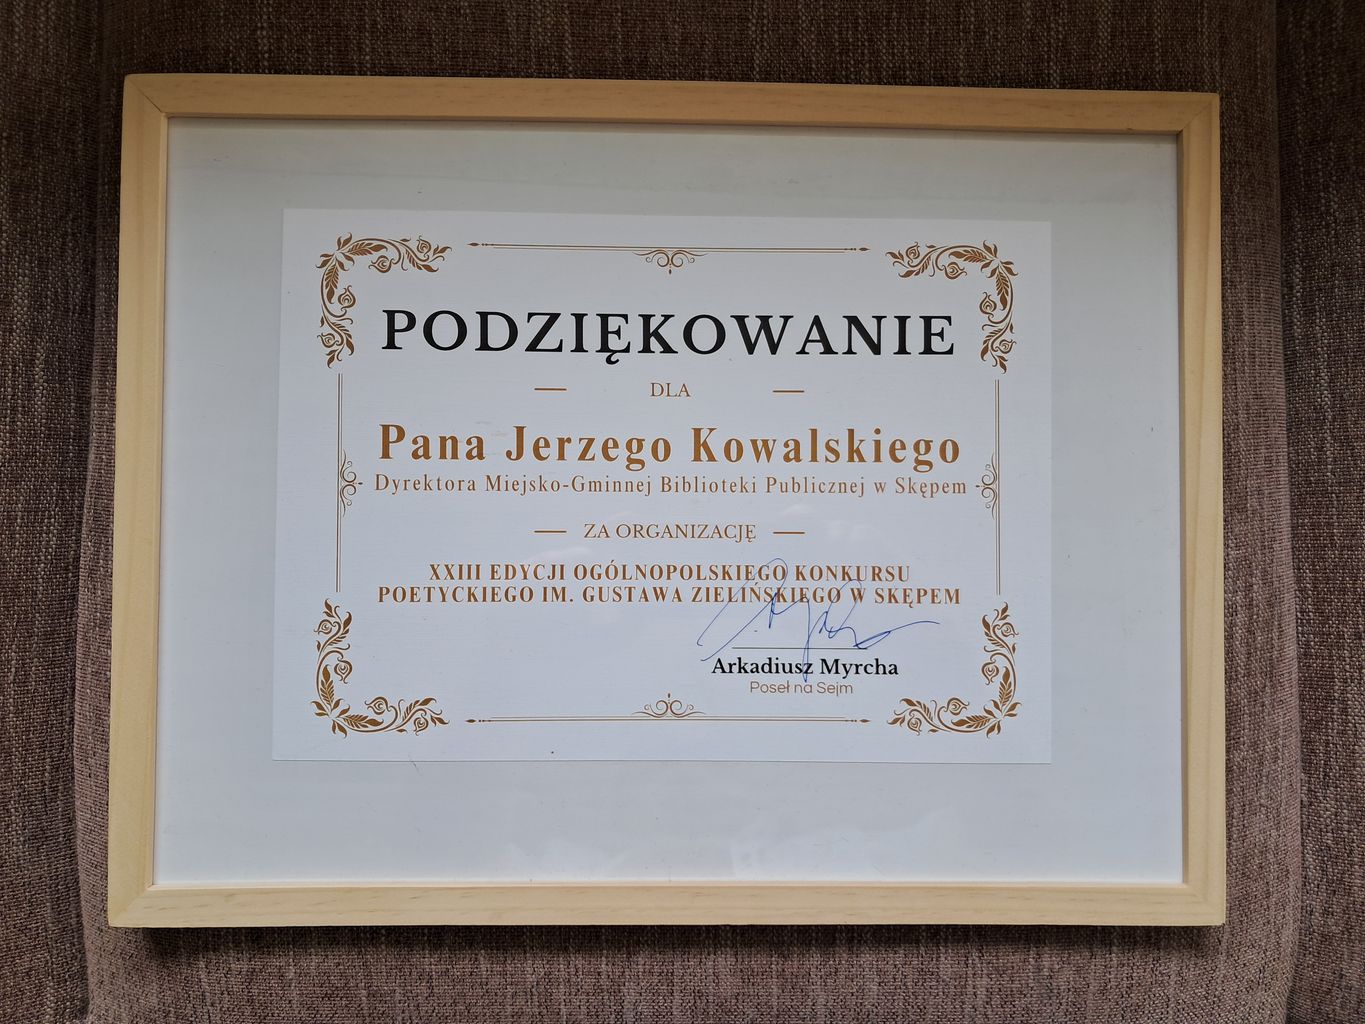 PODZIĘKOWANIE
DLA
Pana Jerzego Kowalskiego
Dyrektora Miejsko-Gminnej Biblioteki Publicznej w Skępem
ZA ORGANIZACJĘ
XXIII EDYCJI OGÓLNOPOLSKIEGO KONKURSU
POETYCKIEGO IM. GUSTAWA ZIELIŃSKIEGO W SKĘPEM
Arkadiusz Myrcha
Poseł na Sejm